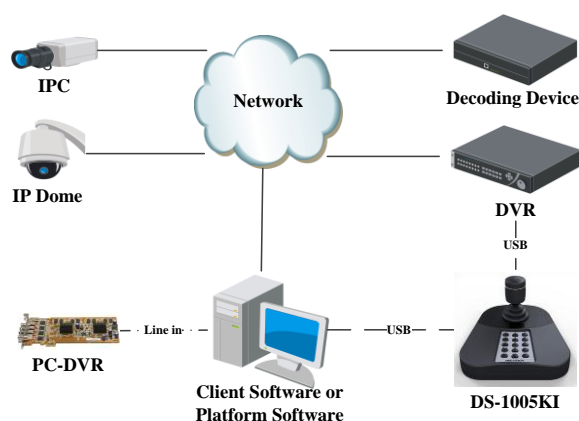 IPC
Network
Decoding Device
IP Dome
DVR
USB
Line in
USB
PC-DVR
Client Software or
Platform Software
DS-1005KI